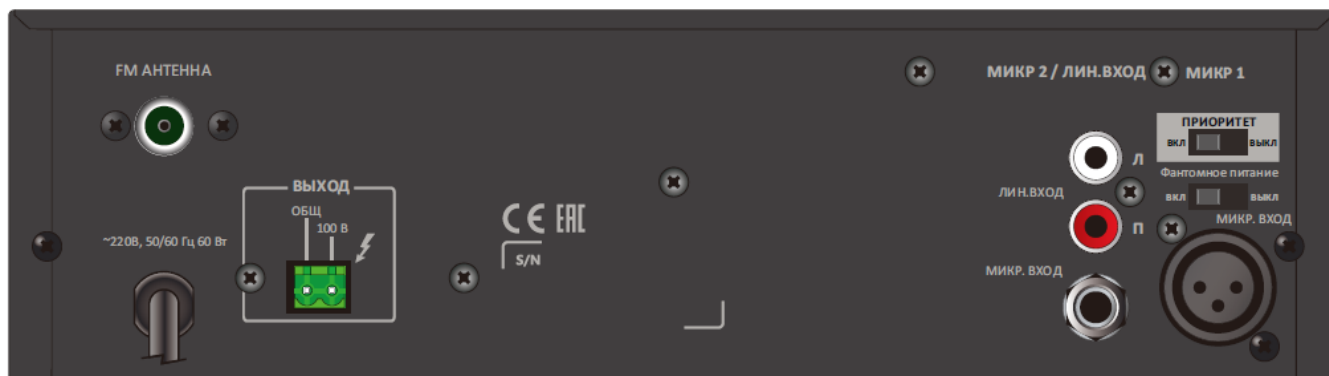 FM АНТЕННА
МИКР 2 / ЛИН.ВХОД
МИКР 1
ПРИОРИТЕТ
ВКЛ
ВЫКЛ
Л
Фантомное питание
ЛИН.ВХОД
ВКЛ
ВЫКЛ
ВЫХОД
ОБЩ
100 В
П
МИКР. ВХОД
~220В, 50/60 Гц 60 Вт
CE EAC
S/N
МИКР. ВХОД